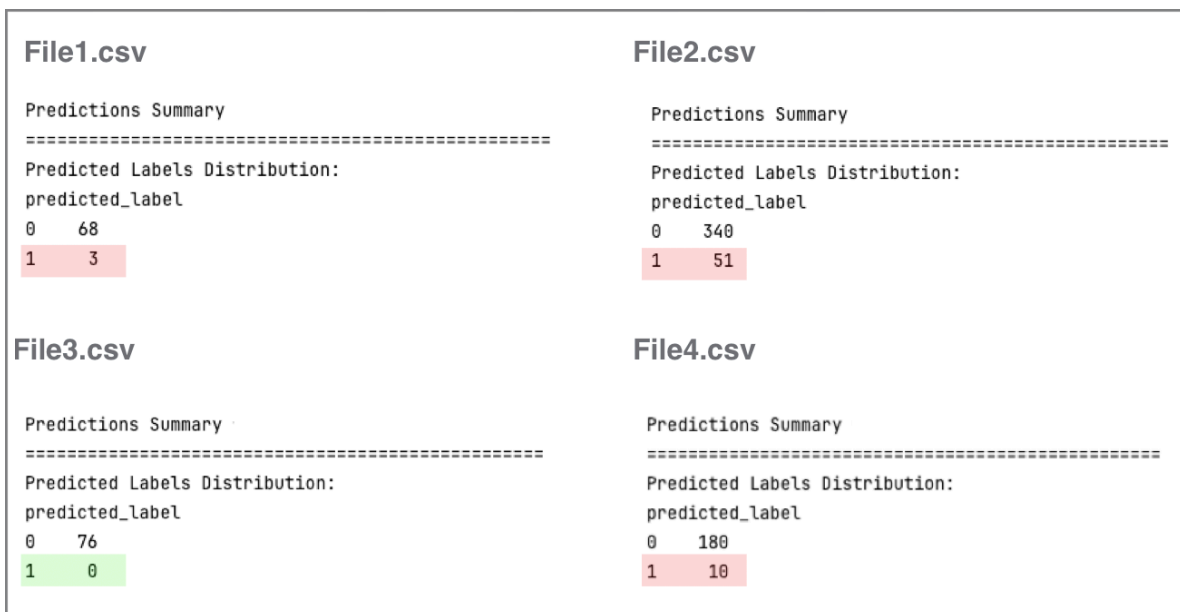 File1.csv
Predictions Summary
==================================================
Predicted Labels Distribution:
predicted_label
0 68
1 3
File2.csv
Predictions Summary
==================================================
Predicted Labels Distribution:
predicted_label
0 340
1 51
File3.csv
Predictions Summary
==================================================
Predicted Labels Distribution:
predicted_label
0 76
1 0
File4.csv
Predictions Summary
==================================================
Predicted Labels Distribution:
predicted_label
0 180
1 10